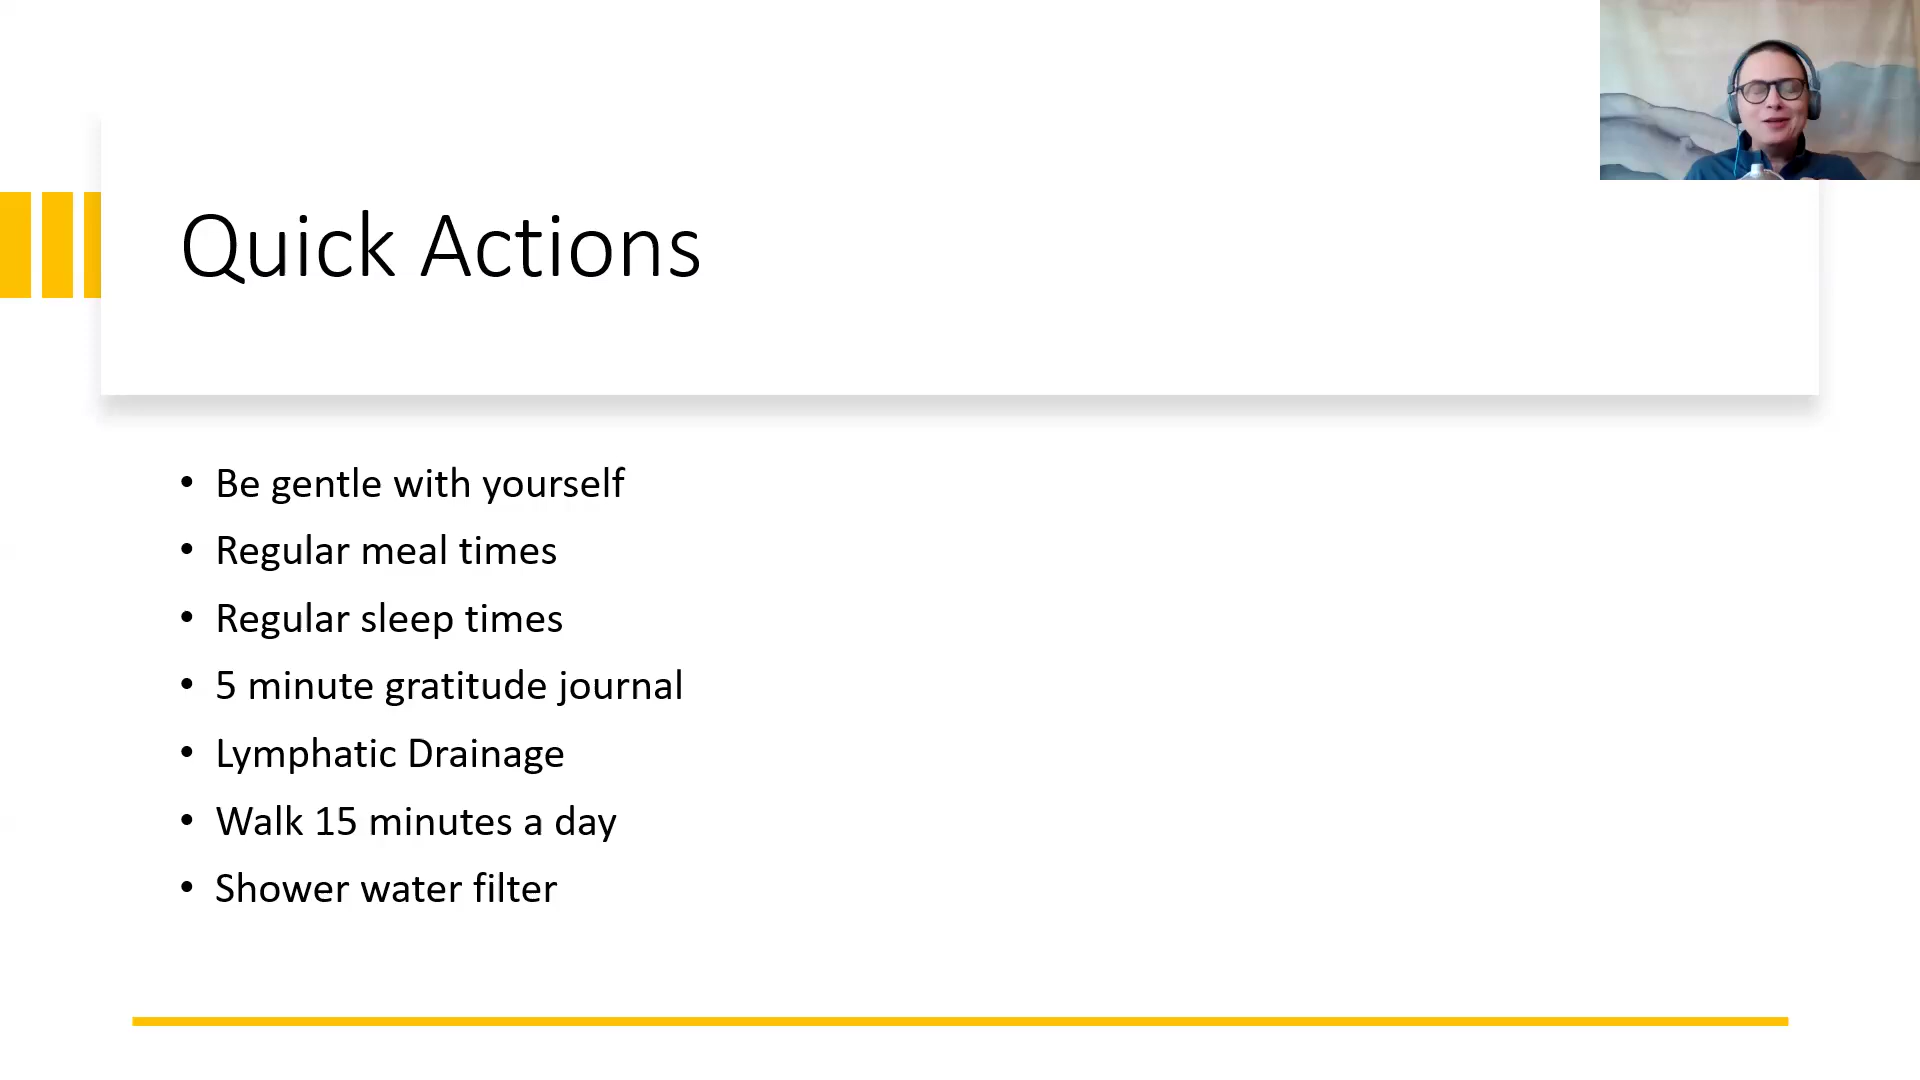 Quick Actions
• Be gentle with yourself
• Regular meal times
• Regular sleep times
• 5 minute gratitude journal
• Lymphatic Drainage
• Walk 15 minutes a day
• Shower water filter